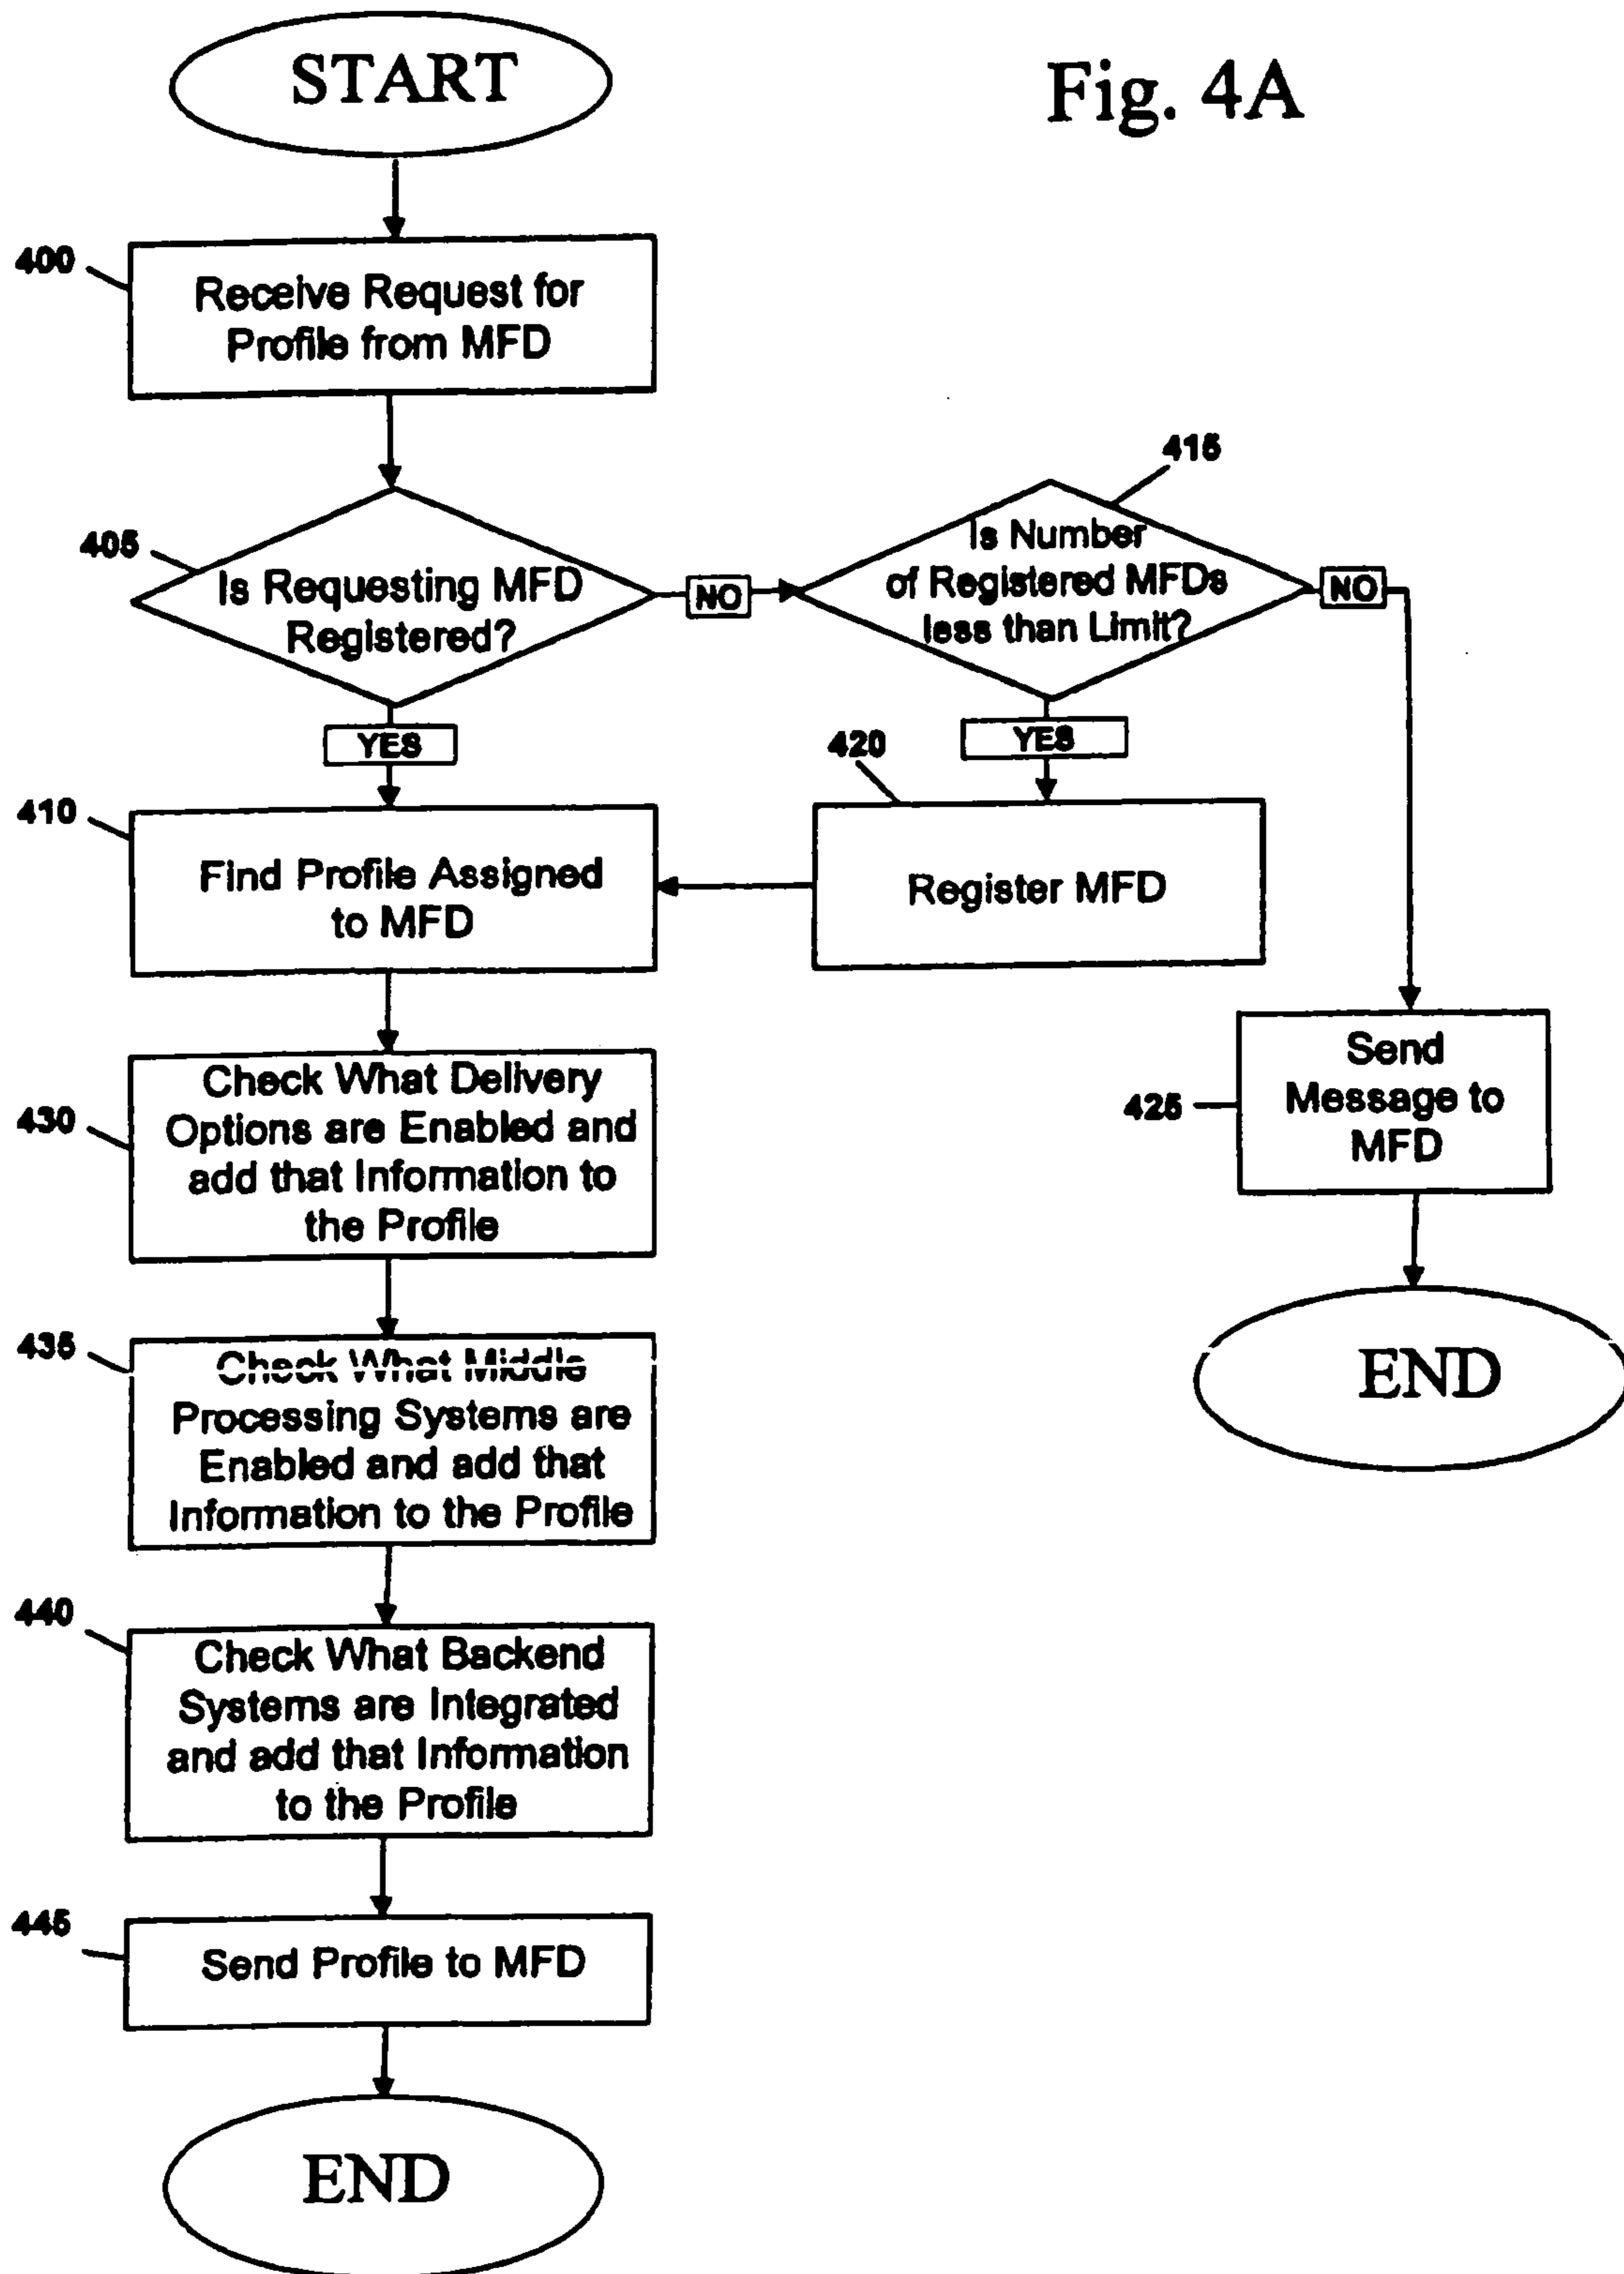 START
Fig. 4A
400
Receive Request for
Profile from MFD
415
405
Is Requesting MFD
Registered?
NO
Is Number
of Registered MFDs
less than Limit?
NO
YES
YES
410
Find Profile Assigned
to MFD
420
Register MFD
430
Check What Delivery
Options are Enabled and
add that Information to
the Profile
425
Send
Message to
MFD
END
435
Check What Middle
Processing Systems are
Enabled and add that
Information to the Profile
440
Check What Backend
Systems are Integrated
and add that Information
to the Profile
445
Send Profile to MFD
END